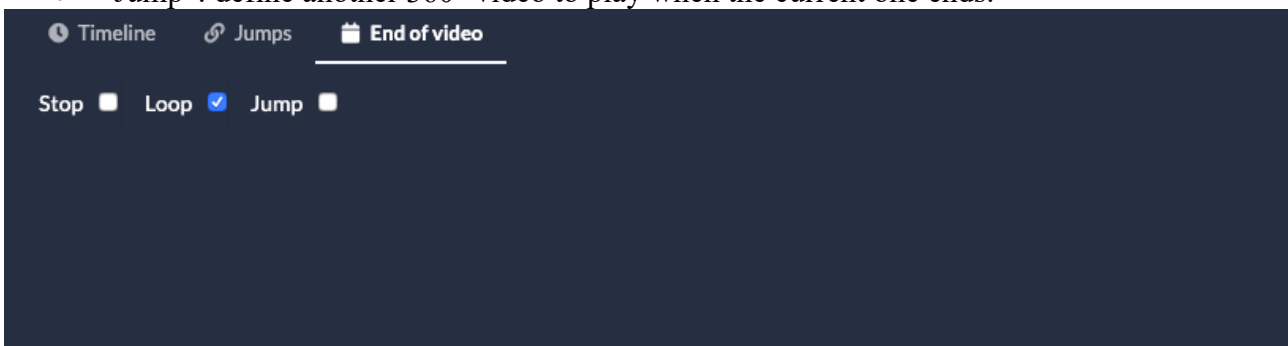 "Jump": define another 360° video to play when the current one ends.
Timeline Jumps End of video
Stop Loop Jump